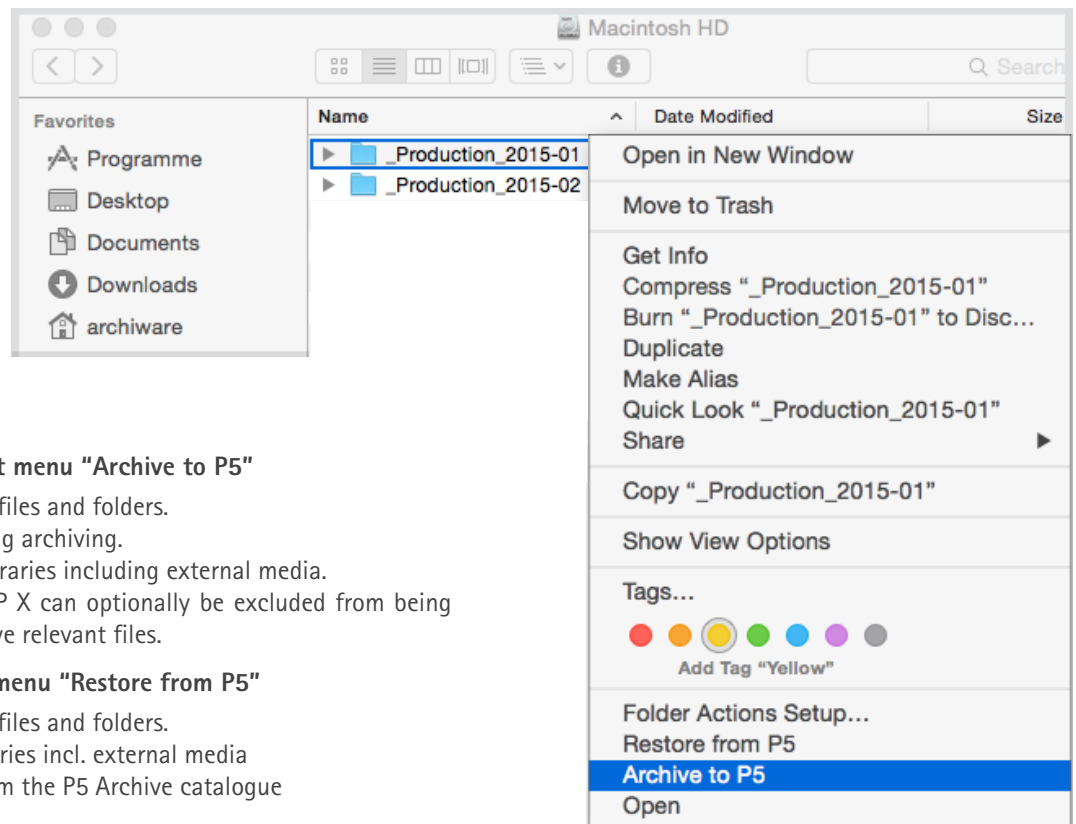 Macintosh HD
Search
Favorites
Programme
Desktop
Documents
Downloads
archiware
Name
Date Modified
Size
_Production_2015-01
_Production_2015-02
Open in New Window
Move to Trash
Get Info
Compress “_Production_2015-01”
Burn “_Production_2015-01” to Disc…
Duplicate
Make Alias
Quick Look “_Production_2015-01”
Share
Copy “_Production_2015-01”
Show View Options
Tags…
Add Tag “Yellow”
Folder Actions Setup…
Restore from P5
Archive to P5
Open
menu “Archive to P5”
files and folders.
archiving.
including external media.
X can optionally be excluded from being
relevant files.
“Restore from P5”
files and folders.
incl. external media
the P5 Archive catalogue